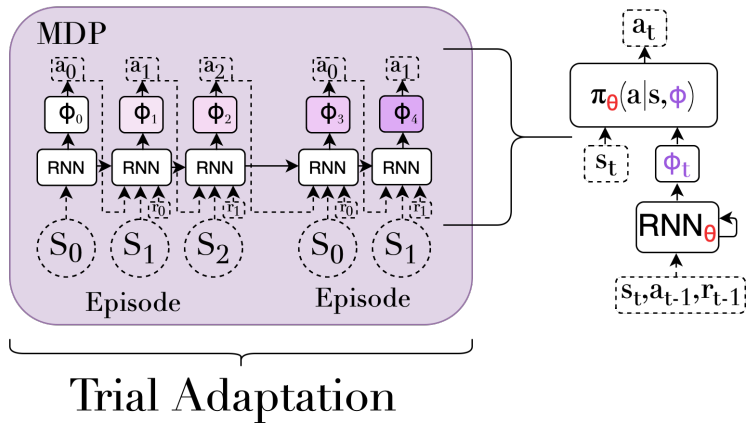 MDP
a0 a1 a2 a0 a1
ϕ0 ϕ1 ϕ2 ϕ3 ϕ4
RNN RNN RNN RNN RNN
r0 r1 r0 r1
S0 S1 S2 S0 S1
Episode Episode
Trial Adaptation
at
πθ(a|s,ϕ)
st
ϕt
RNNθ
st,at-1,rt-1